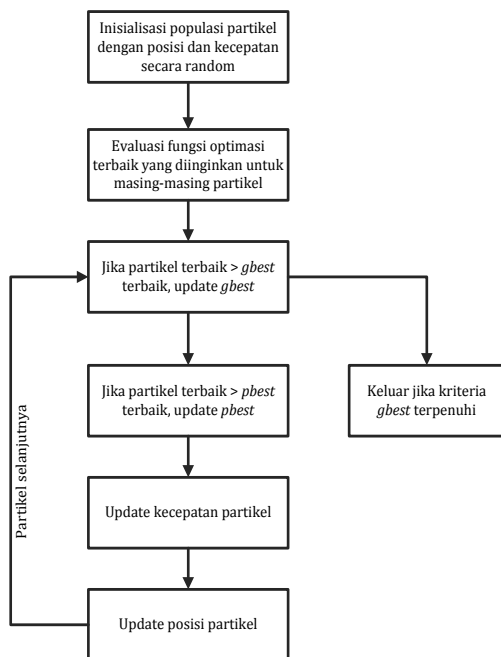 Inisialisasi populasi partikel
dengan posisi dan kecepatan
secara random
Evaluasi fungsi optimasi
terbaik yang diinginkan untuk
masing-masing partikel
Jika partikel terbaik > gbest
terbaik, update gbest
Jika partikel terbaik > pbest
terbaik, update pbest
Keluar jika kriteria
gbest terpenuhi
Partikel selanjutnya
Update kecepatan partikel
Update posisi partikel